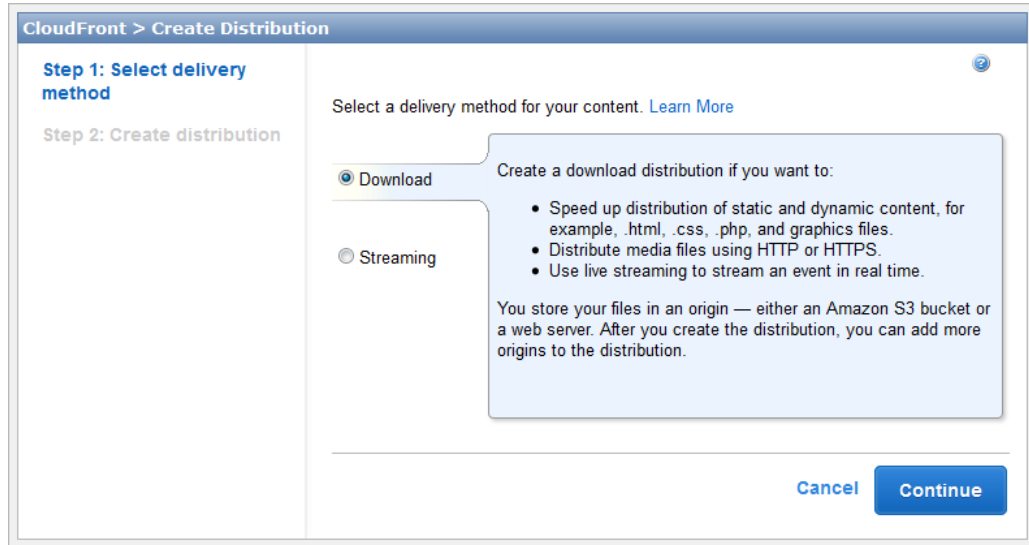 CloudFront > Create Distribution
Step 1: Select delivery
method
Step 2: Create distribution
Select a delivery method for your content. Learn More
Download
Streaming
Create a download distribution if you want to:
• Speed up distribution of static and dynamic content, for
example, .html, .css, .php, and graphics files.
• Distribute media files using HTTP or HTTPS.
• Use live streaming to stream an event in real time.
You store your files in an origin — either an Amazon S3 bucket or
a web server. After you create the distribution, you can add more
origins to the distribution.
Cancel
Continue